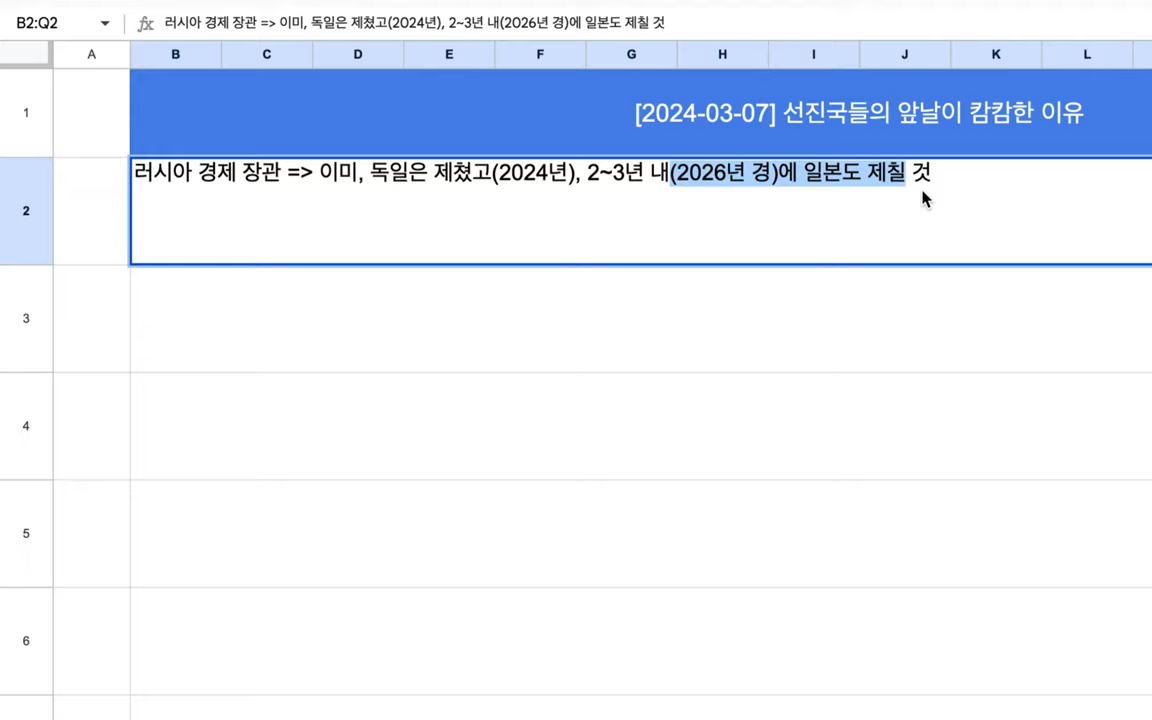 B2:Q2
fx 러시아 경제 장관 => 이미, 독일은 제쳤고(2024년), 2~3년 내(2026년 경)에 일본도 제칠 것
A B C D E F G H I J K L
1 [2024-03-07] 선진국들의 앞날이 캄캄한 이유
2 러시아 경제 장관 => 이미, 독일은 제쳤고(2024년), 2~3년 내(2026년 경)에 일본도 제칠 것
3
4
5
6